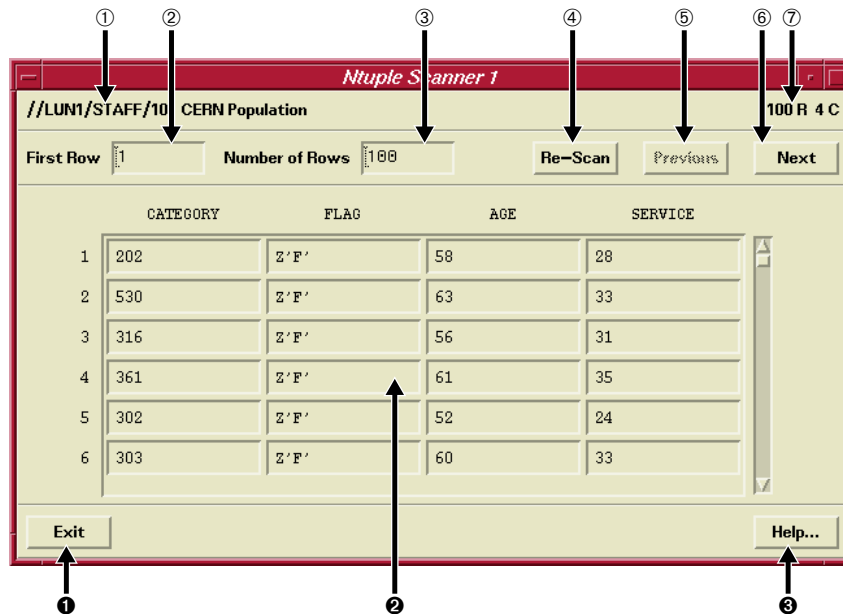 ① ② ③ ④ ⑤ ⑥ ⑦
Ntuple Scanner 1
//LUN1/STAFF/10 CERN Population 100 R 4 C
First Row 1 Number of Rows 100 Re-Scan Previous Next
CATEGORY FLAG AGE SERVICE
1 202 Z'F' 58 28
2 530 Z'F' 63 33
3 316 Z'F' 56 31
4 361 Z'F' 61 35
5 302 Z'F' 52 24
6 303 Z'F' 60 33
Exit Help...
❶ ❷ ❸